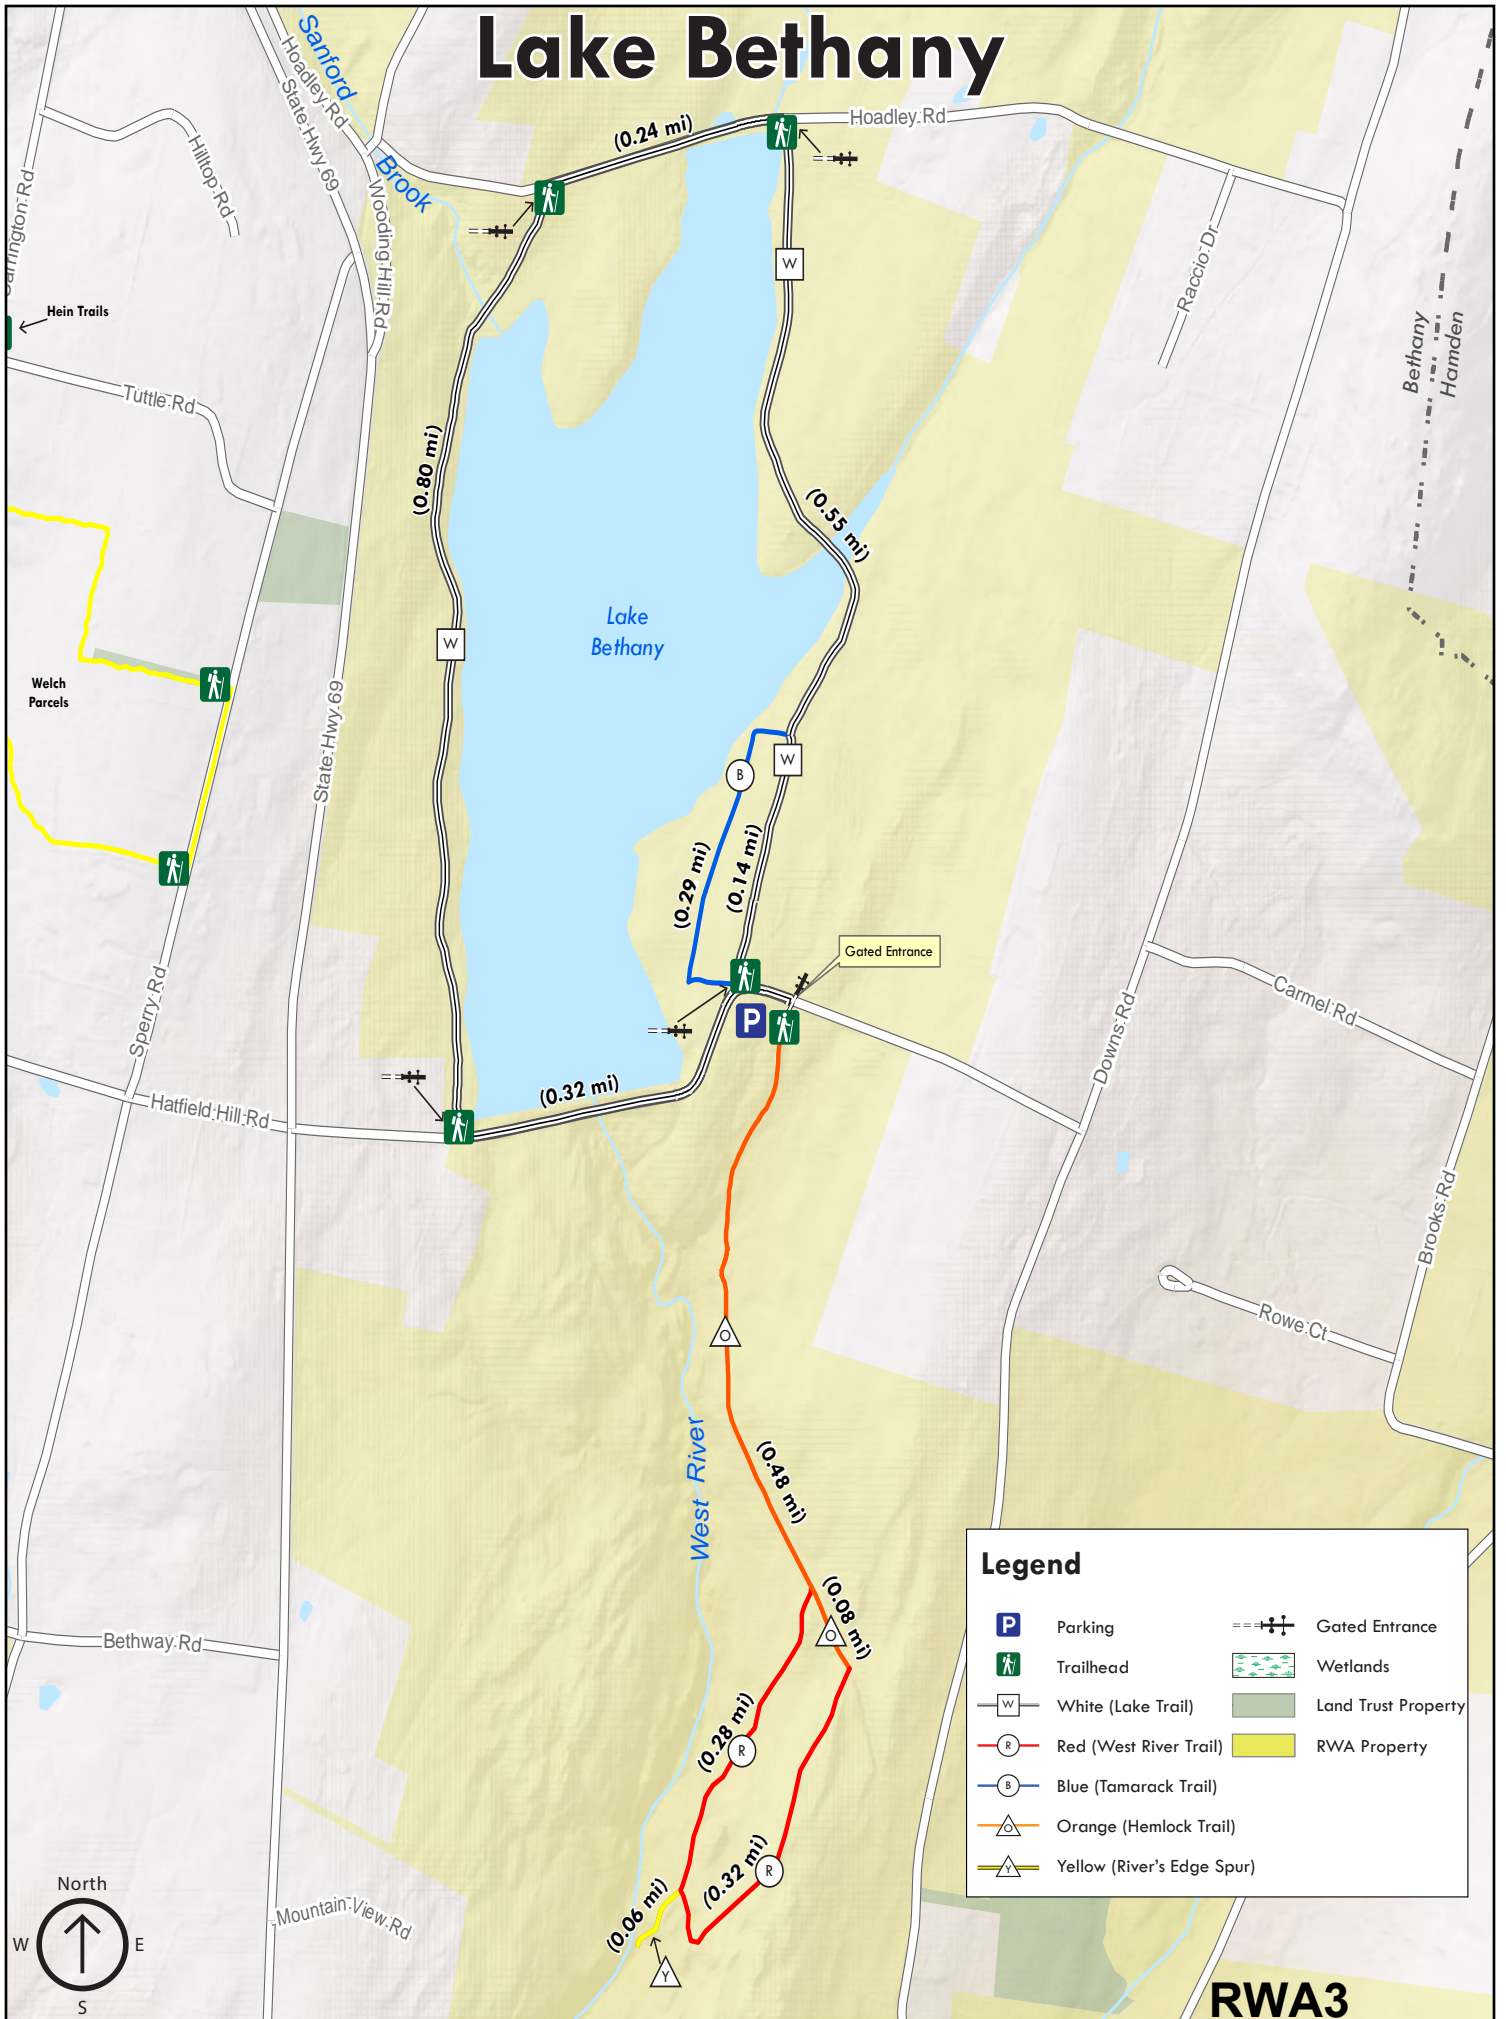 Lake Bethany
Sanford
Brook
Hoadley Rd
State Hwy 69
Hilltop Rd
Wooding Hill Rd
(0.24 mi)
Hoadley Rd
W
Raccio Dr
Bethany
Hamden
Hein Trails
Tuttle Rd
(0.80 mi)
(0.55 mi)
Lake
Bethany
W
Welch
Parcels
State Hwy 69
W
B
(0.29 mi)
(0.14 mi)
Gated Entrance
P
Sperry Rd
Carmel Rd
Downs Rd
(0.32 mi)
Hatfield Hill Rd
Brooks Rd
Rowe Ct
O
West River
(0.48 mi)
(0.08 mi)
O
Bethway Rd
(0.28 mi)
R
(0.32 mi)
R
(0.06 mi)
Y
Mountain View Rd
North
W
E
S
Legend
P
Parking
Trailhead
W
White (Lake Trail)
R
Red (West River Trail)
B
Blue (Tamarack Trail)
O
Orange (Hemlock Trail)
Y
Yellow (River's Edge Spur)
Gated Entrance
Wetlands
Land Trust Property
RWA Property
RWA3